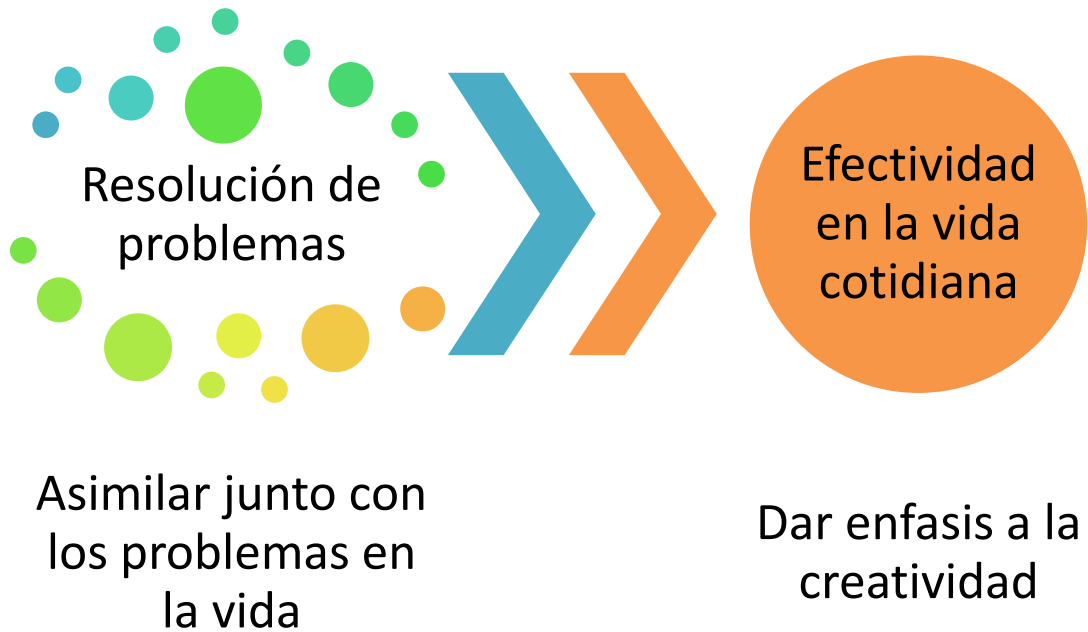 Resolución de
problemas
Efectividad
en la vida
cotidiana
Asimilar junto con
los problemas en
la vida
Dar enfasis a la
creatividad